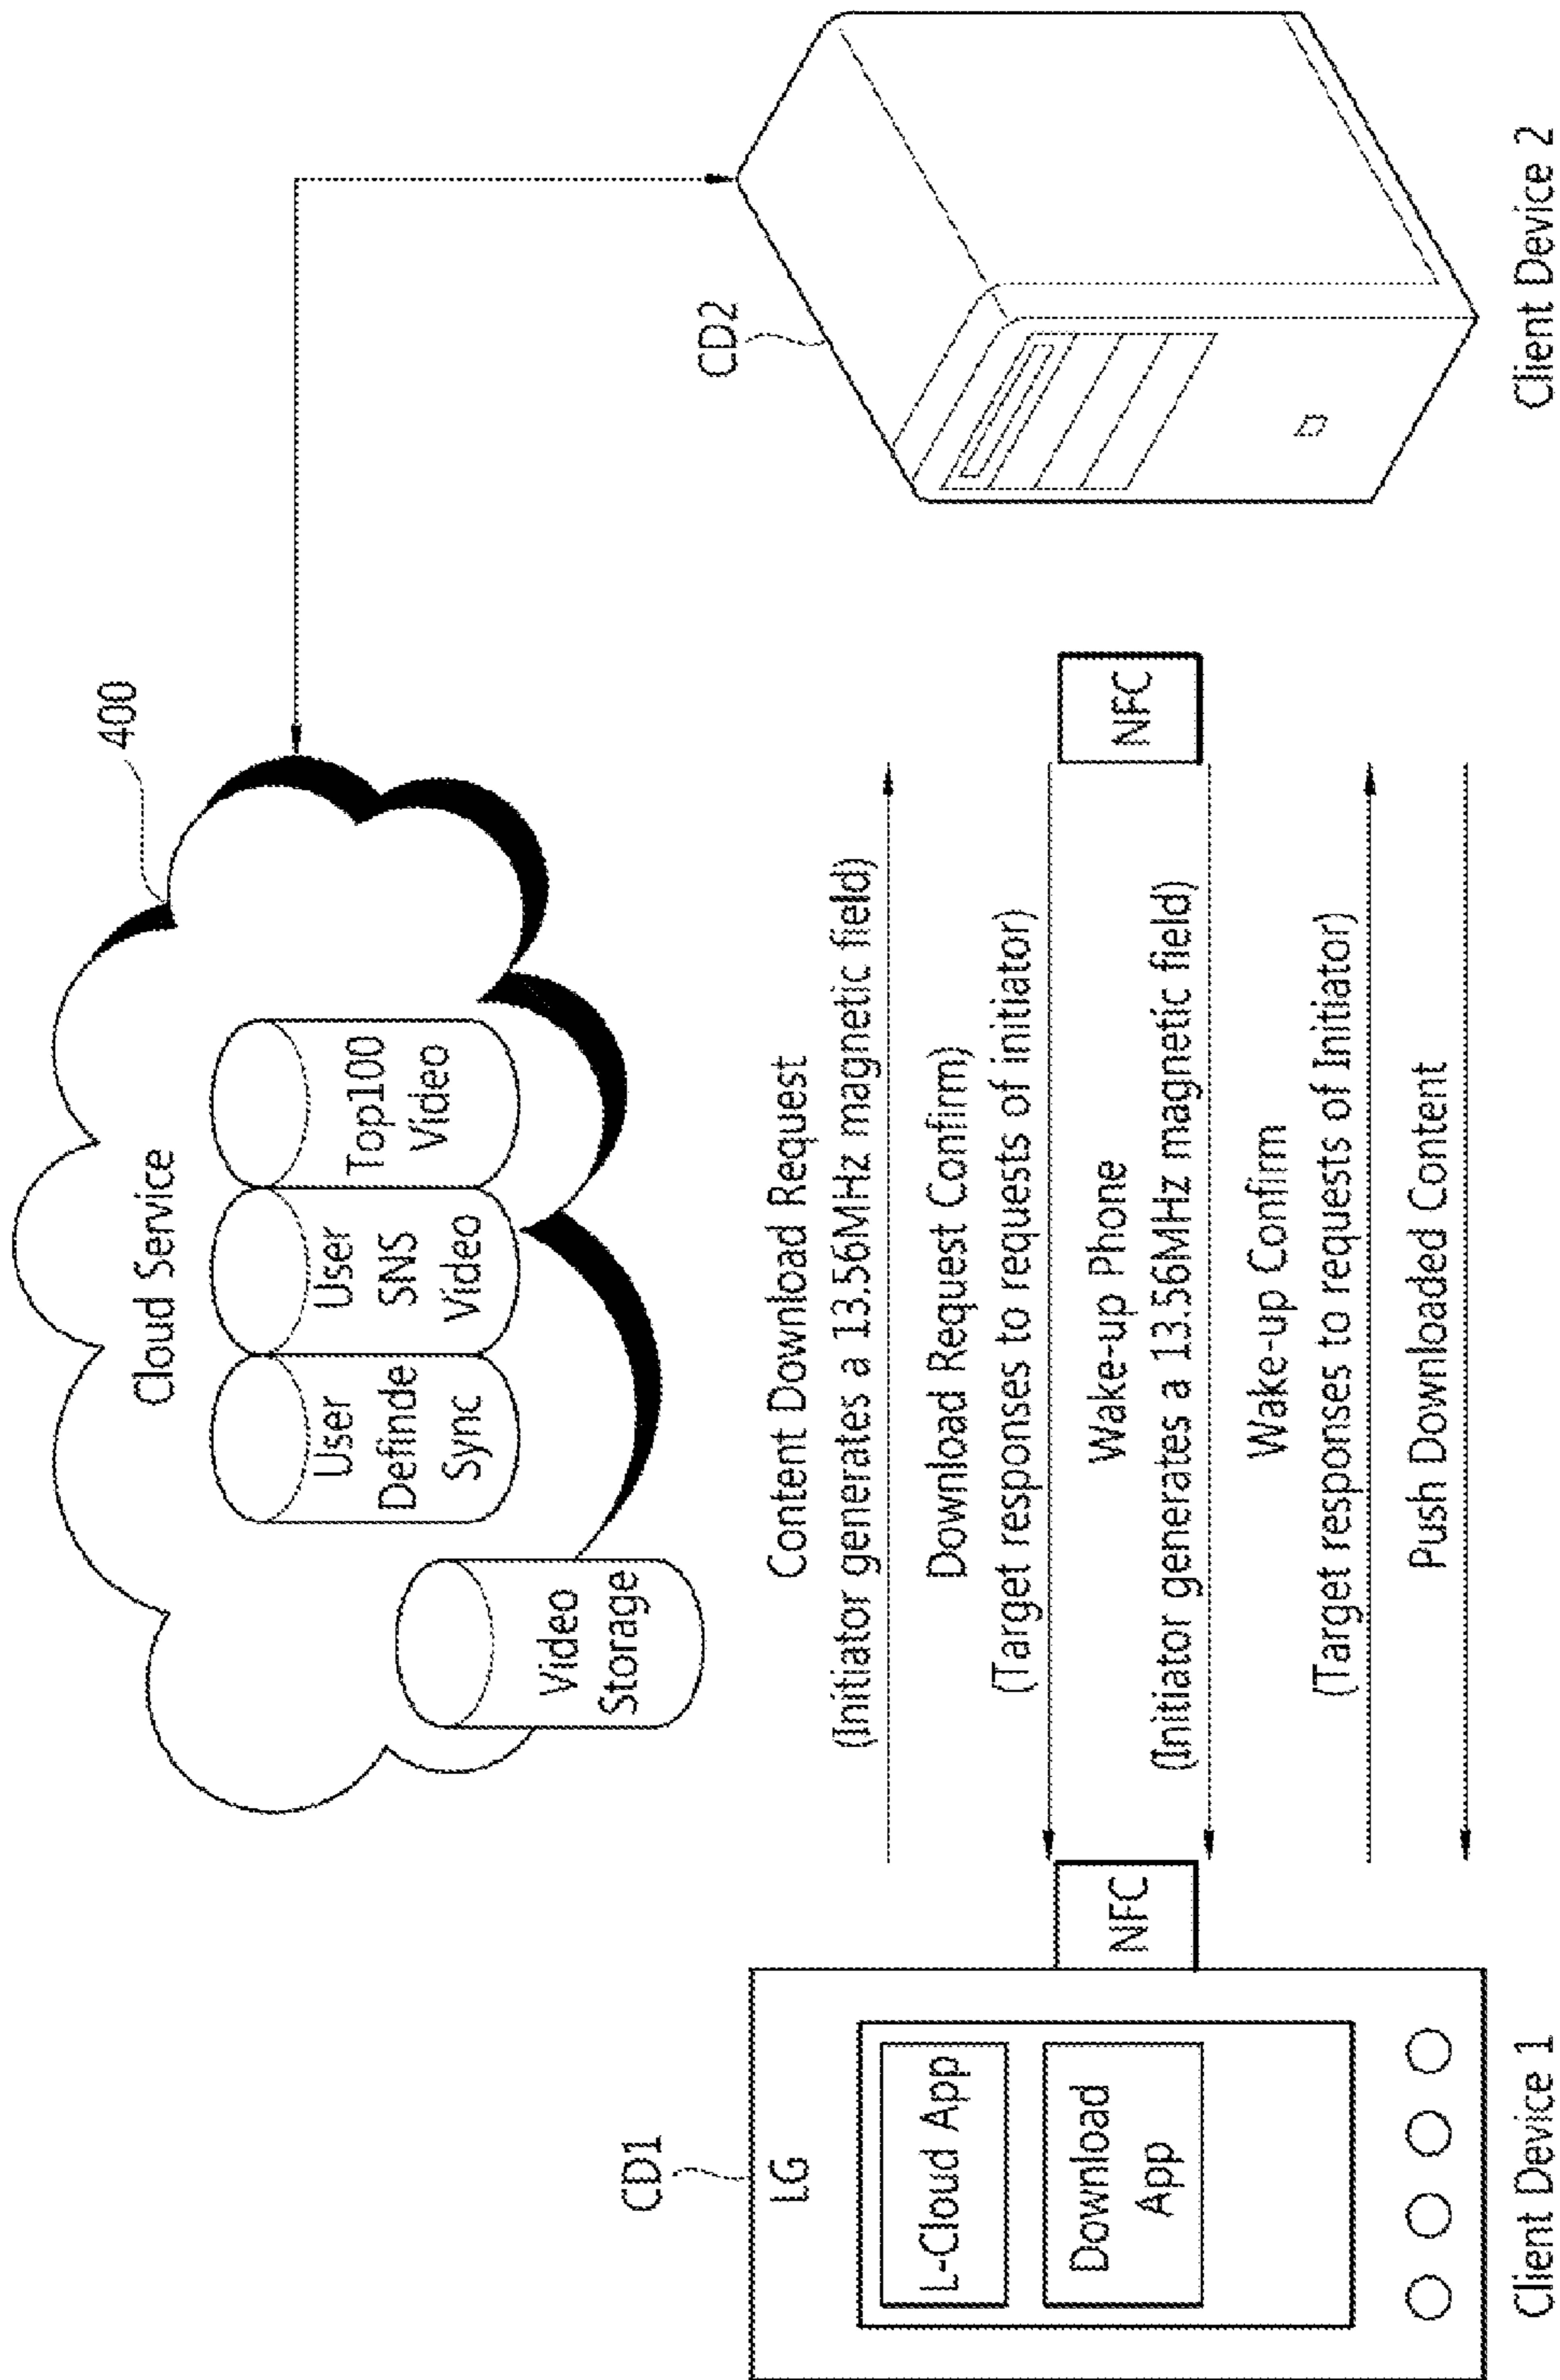 400
Cloud Service
User
Definde
Sync
User
SNS
Video
Top100
Video
Video
Storage
CD1
LG
L-Cloud App
Download
App
Client Device 1
NFC
Content Download Request
(Initiator generates a 13.56MHz magnetic field)
Download Request Confirm)
(Target responses to requests of initiator)
Wake-up Phone
(Initiator generates a 13.56MHz magnetic field)
Wake-up Confirm
(Target responses to requests of Initiator)
Push Downloaded Content
NFC
CD2
Client Device 2